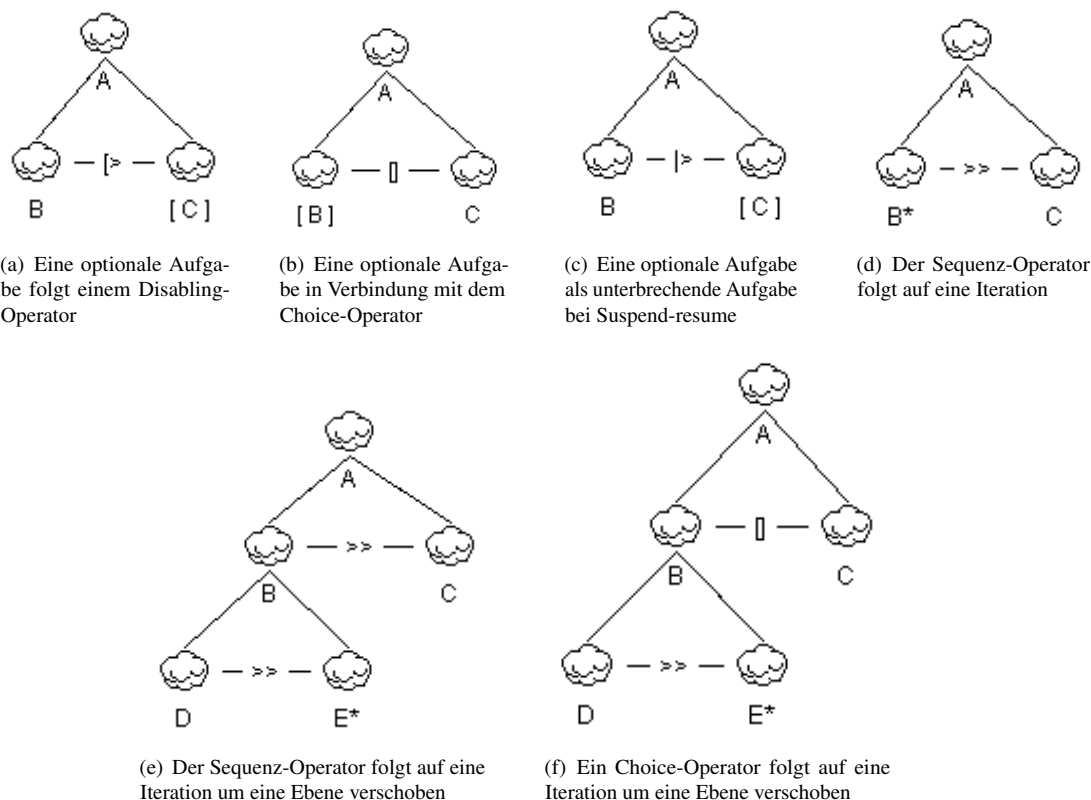 A
B
[>
[ C ]
(a) Eine optionale Aufga-
be folgt einem Disabling-
Operator
A
[ B ]
[]
C
(b) Eine optionale Aufga-
be in Verbindung mit dem
Choice-Operator
A
B
|>
[ C ]
(c) Eine optionale Aufgabe
als unterbrechende Aufgabe
bei Suspend-resume
A
B*
>>
C
(d) Der Sequenz-Operator
folgt auf eine Iteration
A
>>
B
C
>>
D
E*
(e) Der Sequenz-Operator folgt auf eine
Iteration um eine Ebene verschoben
A
[]
B
C
>>
D
E*
(f) Ein Choice-Operator folgt auf eine
Iteration um eine Ebene verschoben